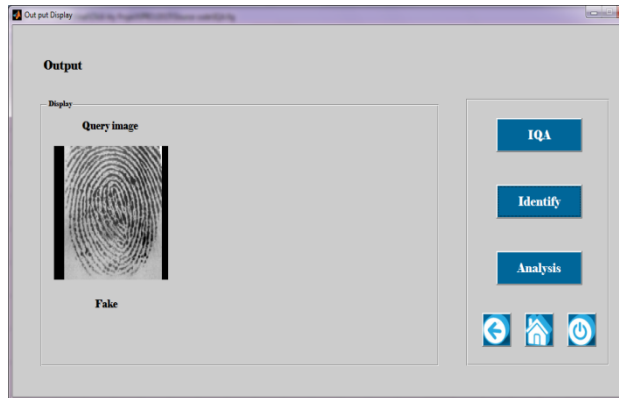 Out put Display
Output
Display
Query image
Fake
IQA
Identify
Analysis